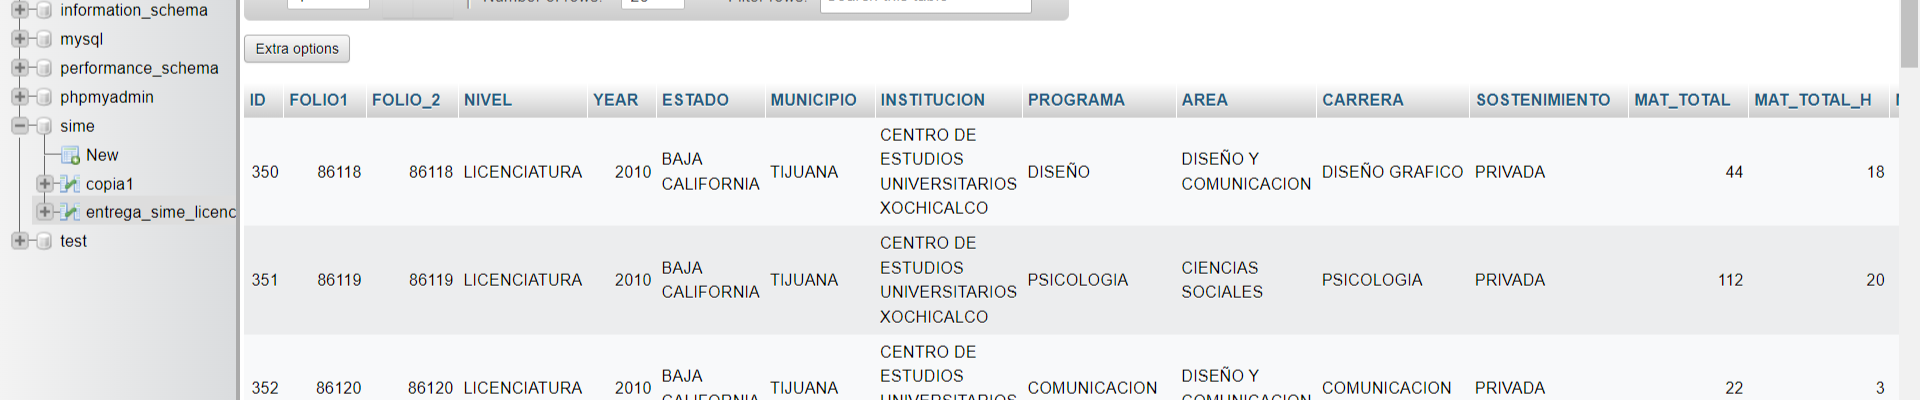 information_schema
mysql
performance_schema
phpmyadmin
sime
New
copia1
entrega_sime_licenc
test
Extra options
ID FOLIO1 FOLIO_2 NIVEL YEAR ESTADO MUNICIPIO INSTITUCION PROGRAMA AREA CARRERA SOSTENIMIENTO MAT_TOTAL MAT_TOTAL_H
350 86118 86118 LICENCIATURA 2010 BAJA CALIFORNIA TIJUANA CENTRO DE ESTUDIOS UNIVERSITARIOS XOCHICALCO DISEÑO DISEÑO Y COMUNICACION DISEÑO GRAFICO PRIVADA 44 18
351 86119 86119 LICENCIATURA 2010 BAJA CALIFORNIA TIJUANA CENTRO DE ESTUDIOS UNIVERSITARIOS XOCHICALCO PSICOLOGIA CIENCIAS SOCIALES PSICOLOGIA PRIVADA 112 20
352 86120 86120 LICENCIATURA 2010 BAJA CALIFORNIA TIJUANA CENTRO DE ESTUDIOS UNIVERSITARIOS COMUNICACION DISEÑO Y COMUNICACION COMUNICACION PRIVADA 22 3